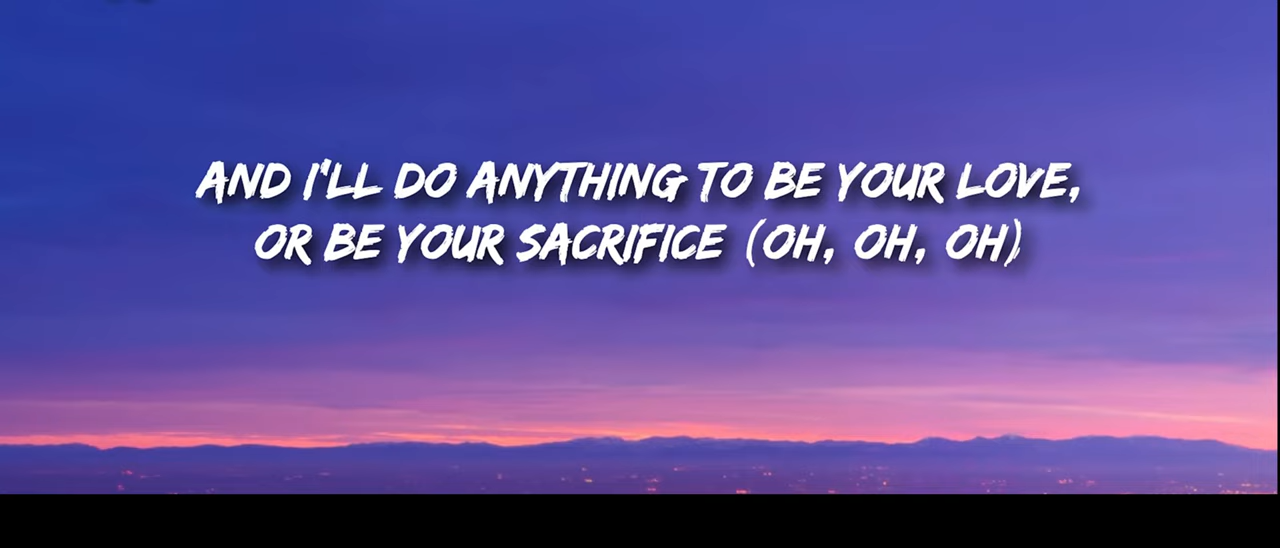 AND I'LL DO ANYTHING TO BE YOUR LOVE,
OR BE YOUR SACRIFICE (OH, OH, OH)